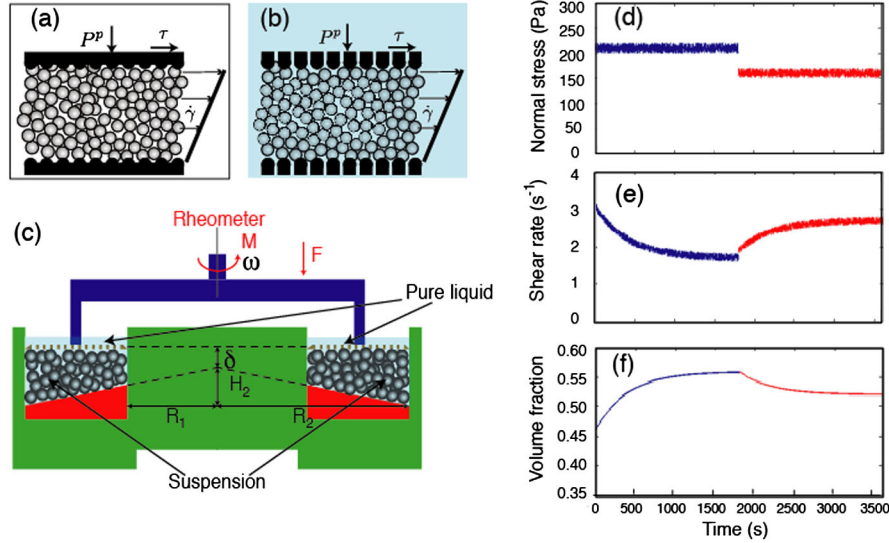 (a)
P^p
τ
γ̇
(b)
P^p
τ
γ̇
(c)
Rheometer
M
ω
F
Pure liquid
δ
H₂
R₁
R₂
Suspension
(d)
Normal stress (Pa)
300
250
200
150
100
50
0
(e)
Shear rate (s⁻¹)
4
3
2
1
0
(f)
Volume fraction
0.60
0.55
0.50
0.45
0.40
0.35
0
500
1000
1500
2000
2500
3000
3500
Time (s)